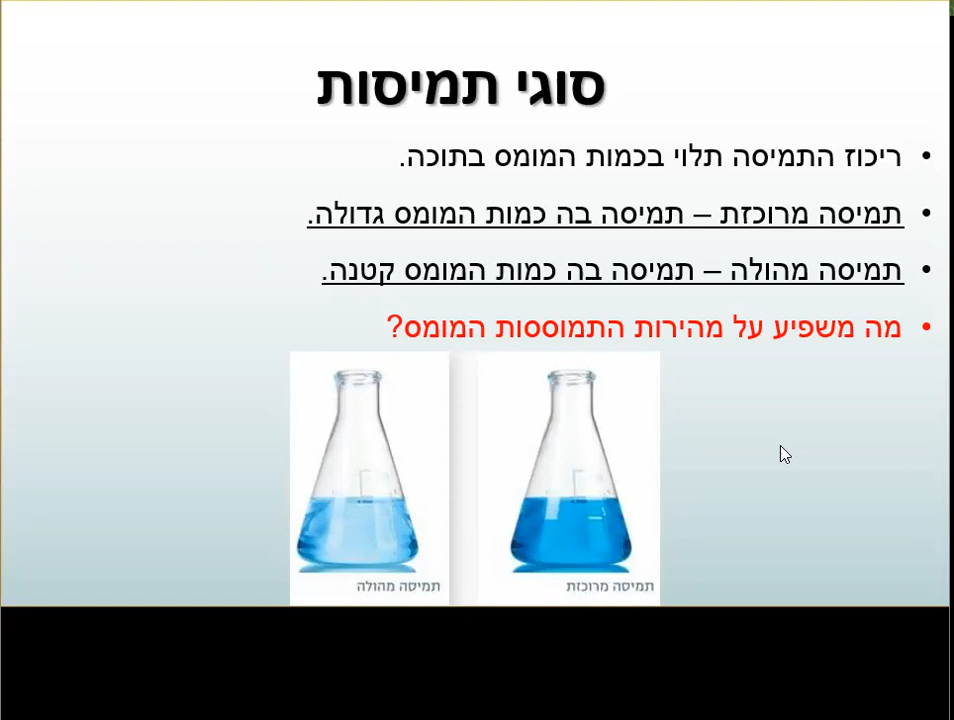 סוגי תמיסות
• ריכוז התמיסה תלוי בכמות המומס בתוכה.
• תמיסה מרוכזת – תמיסה בה כמות המומס גדולה.
• תמיסה מהולה – תמיסה בה כמות המומס קטנה.
• מה משפיע על מהירות התמוססות המומס?
תמיסה מרוכזת
תמיסה מהולה